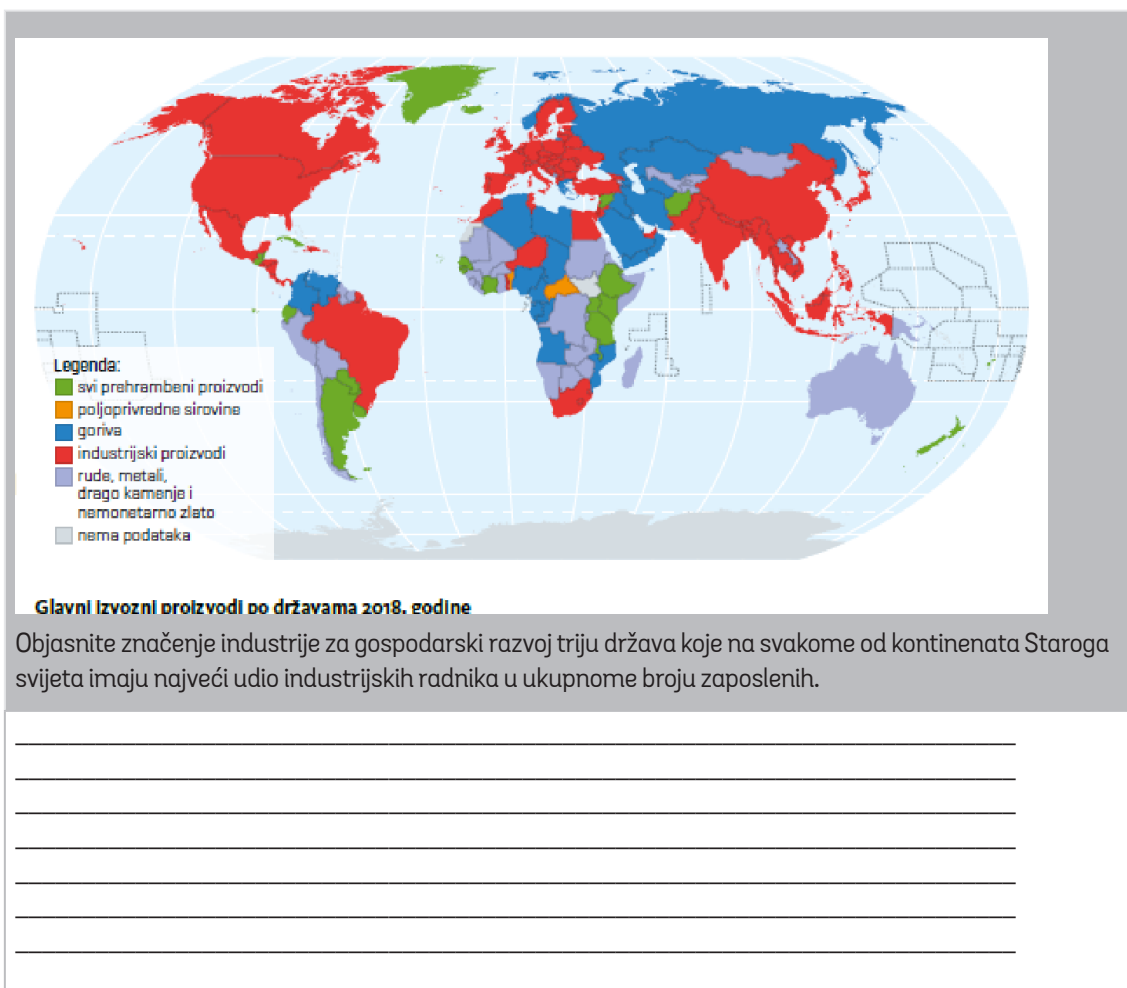 Legenda:
svi prehrambeni proizvodi
poljoprivredne sirovine
goriva
industrijski proizvodi
rude, metali,
drago kamenje i
nemonetarno zlato
nema podataka
Glavni izvozni proizvodi po državama 2018. godine
Objasnite značenje industrije za gospodarski razvoj triju država koje na svakome od kontinenata Staroga
svijeta imaju najveći udio industrijskih radnika u ukupnome broju zaposlenih.